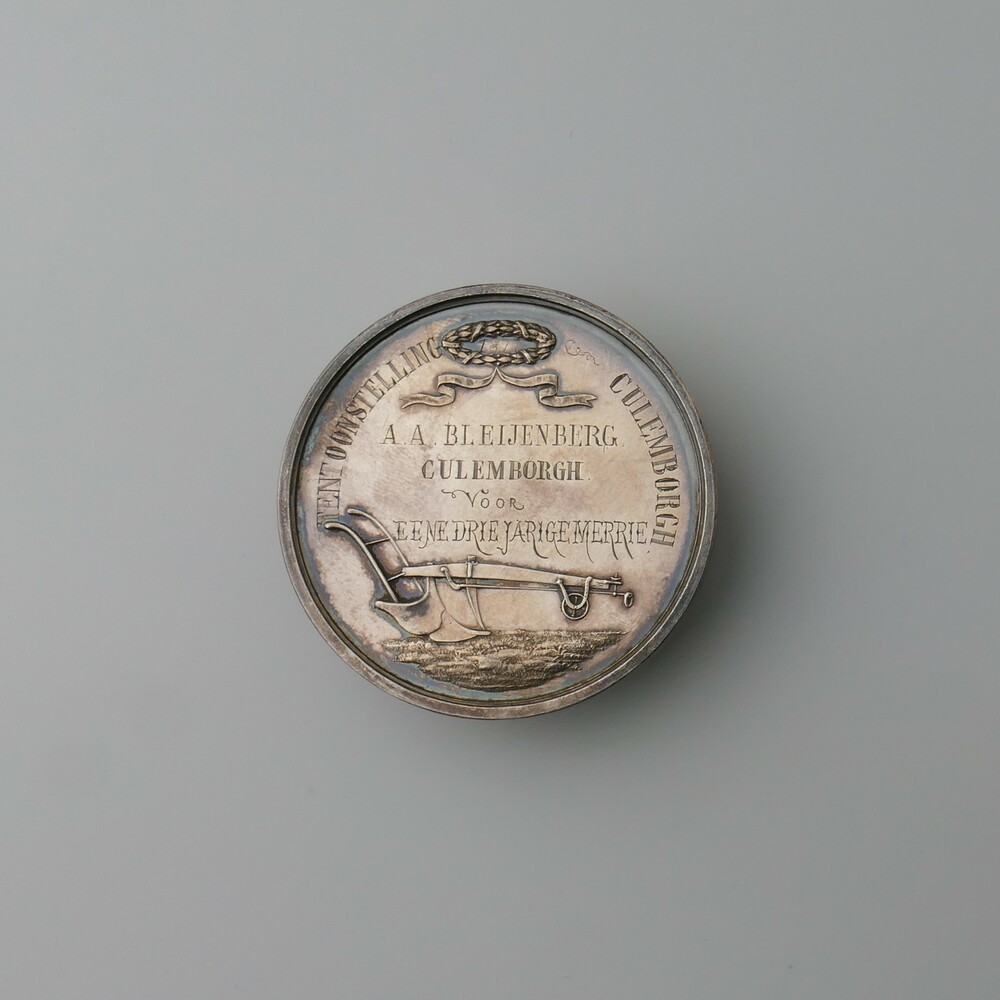 TENTOONSTELLING
CULEMBORGH
A.A. BLEIJENBERG.
CULEMBORGH.
VOOR
EENE DRIE JARIGE MERRIE.